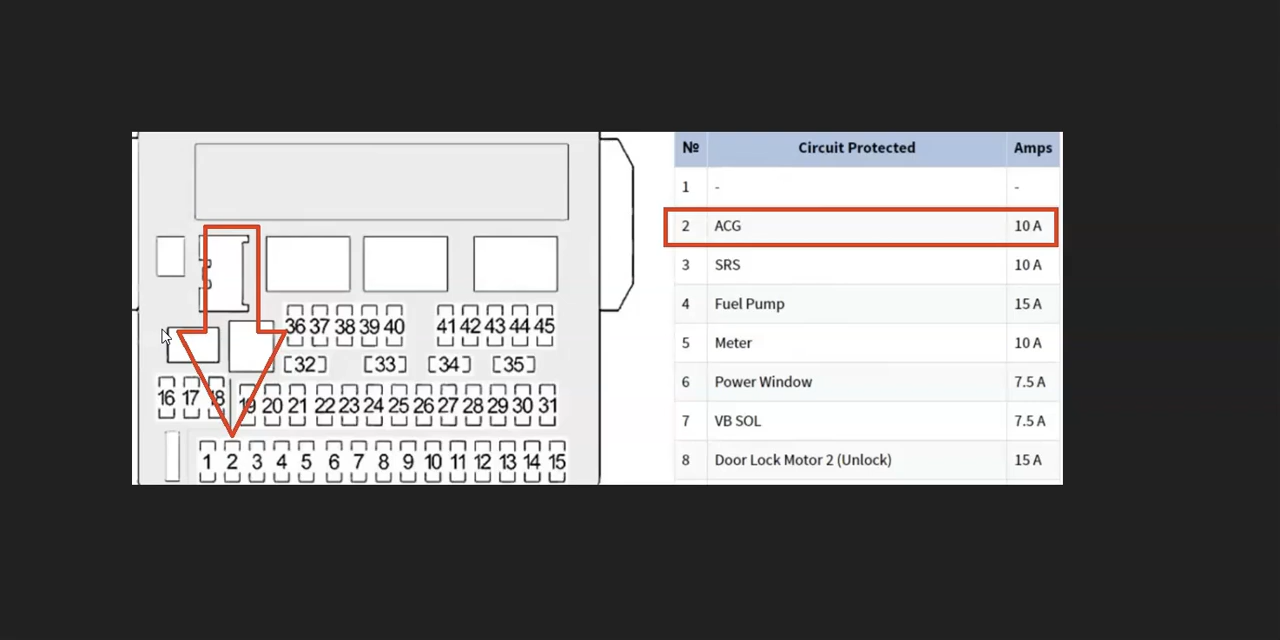 36 37 38 39 40 41 42 43 44 45
[32] [33] [34] [35]
16 17 18 19 20 21 22 23 24 25 26 27 28 29 30 31
1 2 3 4 5 6 7 8 9 10 11 12 13 14 15
№ Circuit Protected Amps
1 - -
2 ACG 10 A
3 SRS 10 A
4 Fuel Pump 15 A
5 Meter 10 A
6 Power Window 7.5 A
7 VB SOL 7.5 A
8 Door Lock Motor 2 (Unlock) 15 A